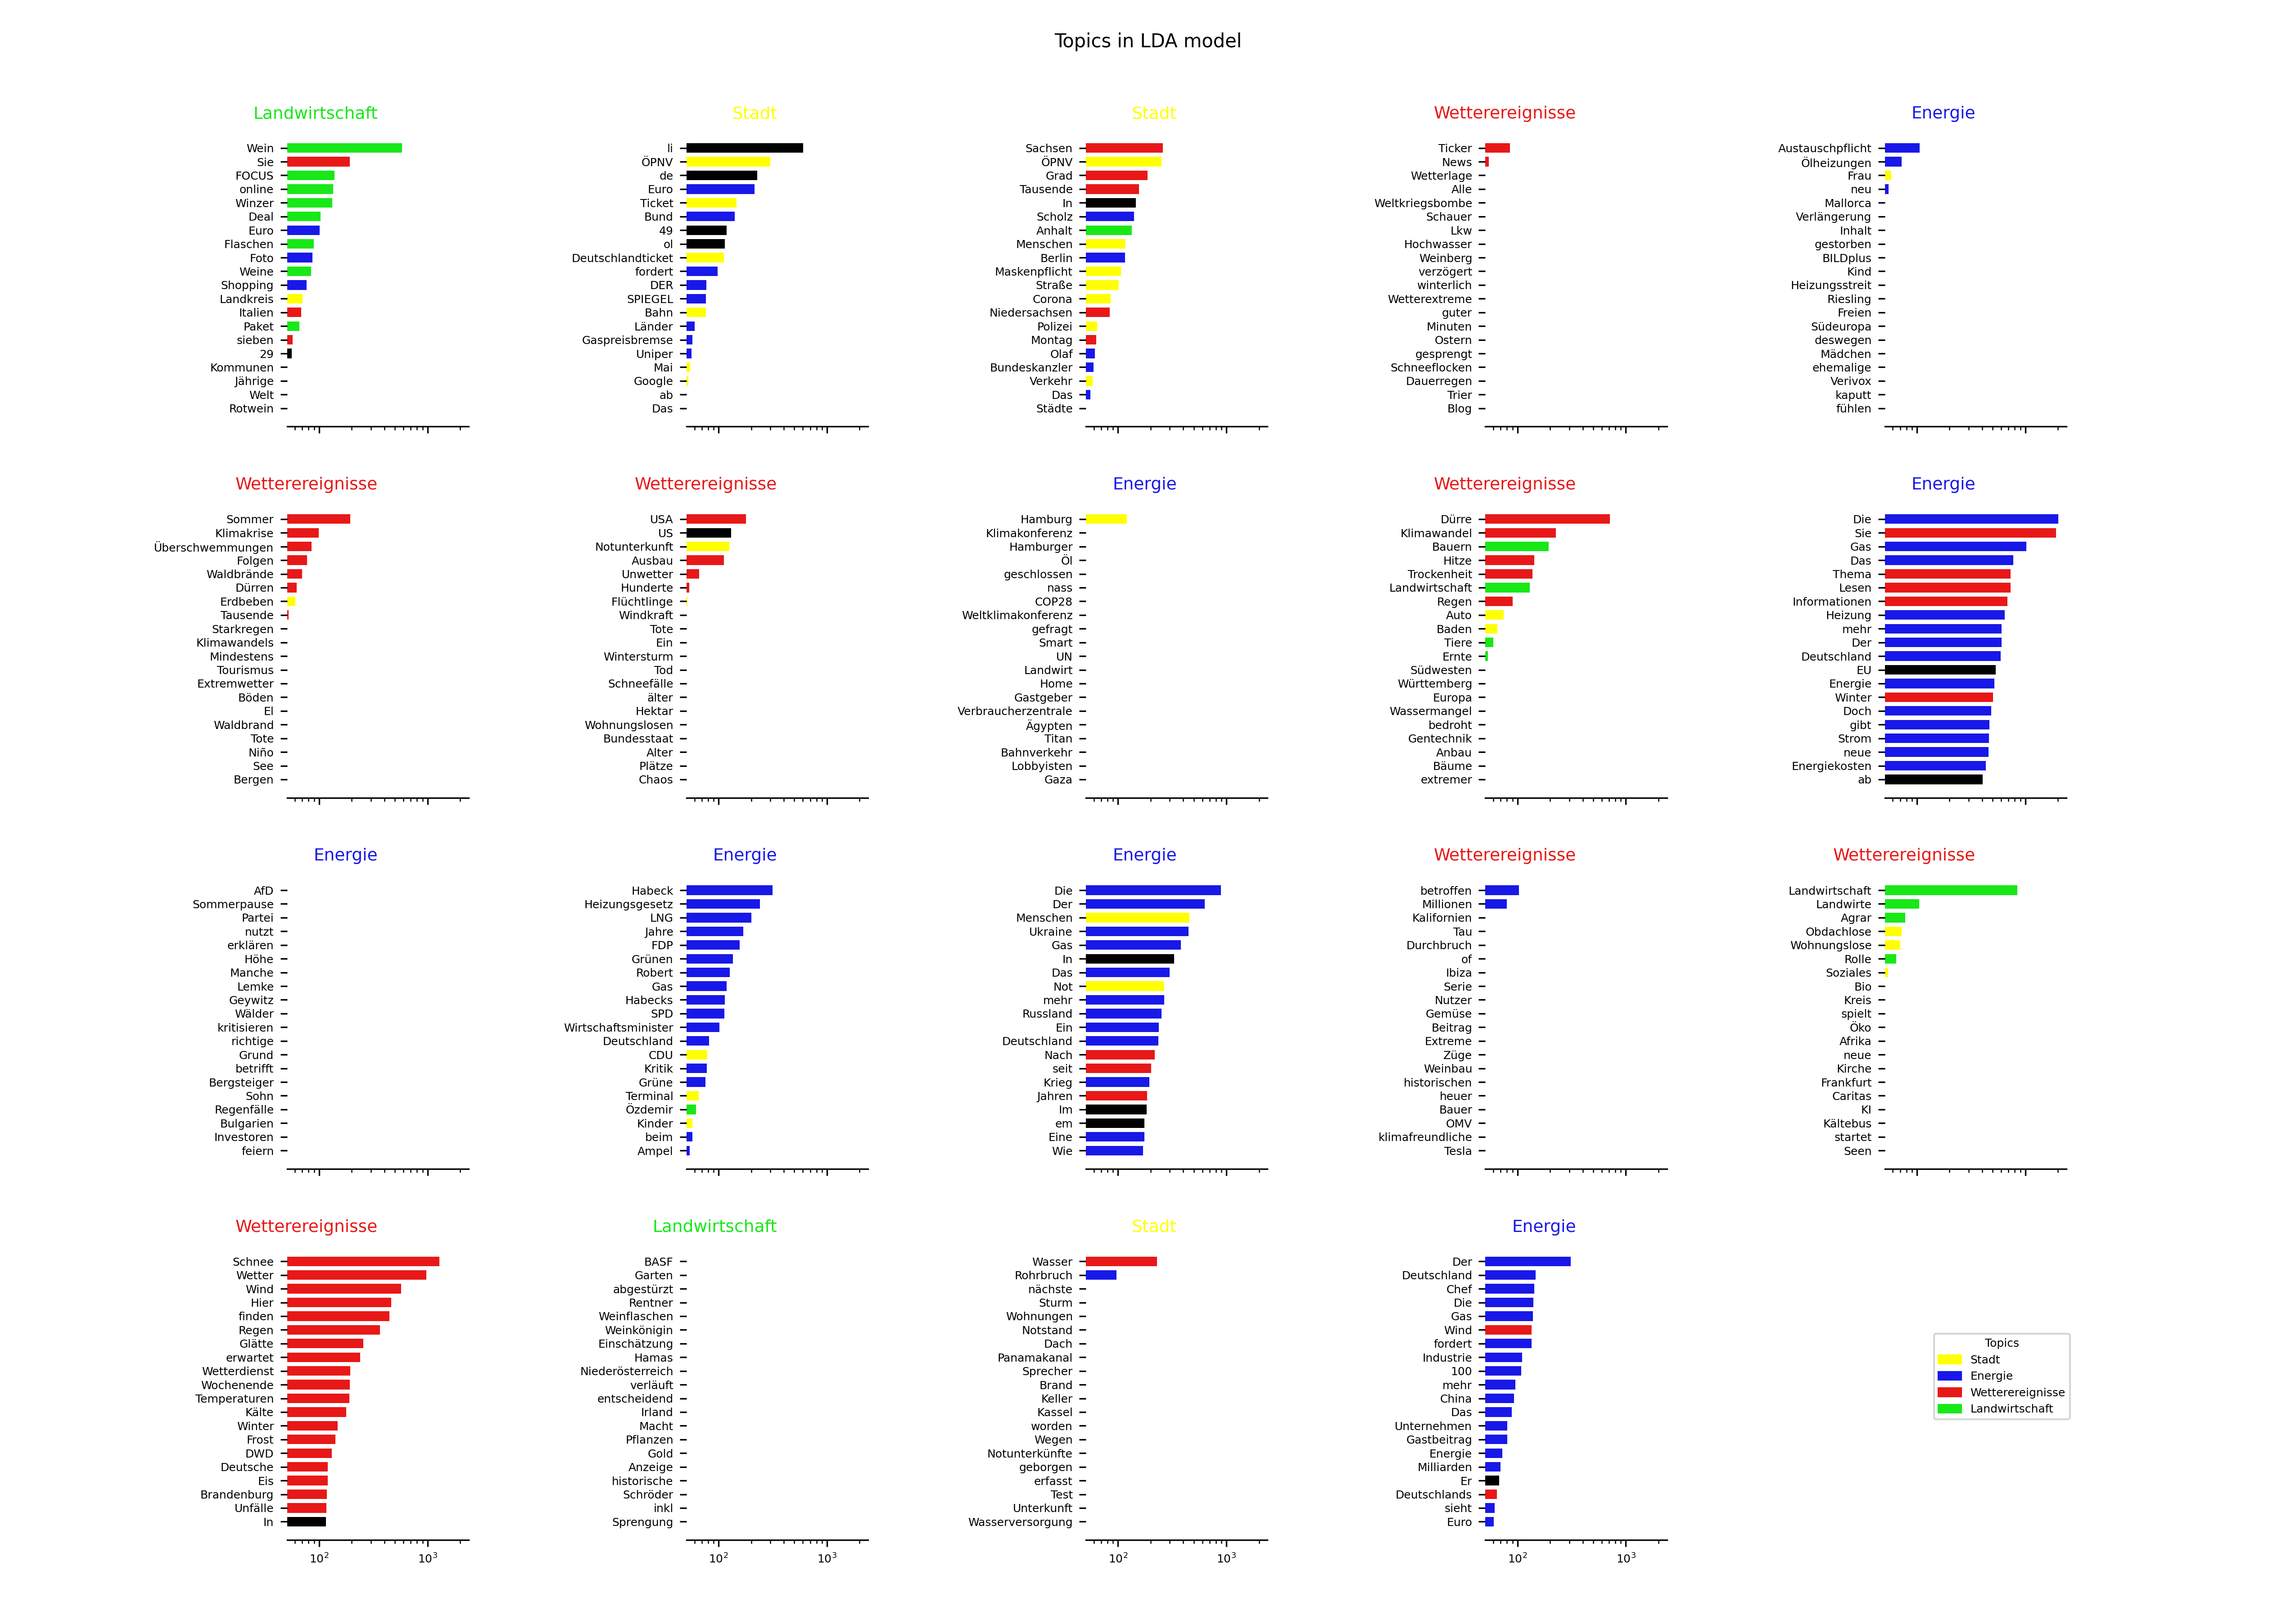 Topics in LDA model
Landwirtschaft
Wein
Sie
FOCUS
online
Winzer
Deal
Euro
Flaschen
Foto
Weine
Shopping
Landkreis
Italien
Paket
sieben
29
Kommunen
Jährige
Welt
Rotwein
Stadt
li
ÖPNV
de
Euro
Ticket
Bund
49
ol
Deutschlandticket
fordert
DER
SPIEGEL
Bahn
Länder
Gaspreisbremse
Uniper
Mai
Google
ab
Das
Stadt
Sachsen
ÖPNV
Grad
Tausende
In
Scholz
Anhalt
Menschen
Berlin
Maskenpflicht
Straße
Corona
Niedersachsen
Polizei
Montag
Olaf
Bundeskanzler
Verkehr
Das
Städte
Wetterereignisse
Ticker
News
Wetterlage
Alle
Weltkriegsbombe
Schauer
Lkw
Hochwasser
Weinberg
verzögert
winterlich
Wetterextreme
guter
Minuten
Ostern
gesprengt
Schneeflocken
Dauerregen
Trier
Blog
Energie
Austauschpflicht
Ölheizungen
Frau
neu
Mallorca
Verlängerung
Inhalt
gestorben
BILDplus
Kind
Heizungsstreit
Riesling
Freien
Südeuropa
deswegen
Mädchen
ehemalige
Verivox
kaputt
fühlen
Wetterereignisse
Sommer
Klimakrise
Überschwemmungen
Folgen
Waldbrände
Dürren
Erdbeben
Tausende
Starkregen
Klimawandels
Mindestens
Tourismus
Extremwetter
Böden
El
Waldbrand
Tote
Niño
See
Bergen
Wetterereignisse
USA
US
Notunterkunft
Ausbau
Unwetter
Hunderte
Flüchtlinge
Windkraft
Tote
Ein
Wintersturm
Tod
Schneefälle
älter
Hektar
Wohnungslosen
Bundesstaat
Alter
Plätze
Chaos
Energie
Hamburg
Klimakonferenz
Hamburger
Öl
geschlossen
nass
COP28
Weltklimakonferenz
gefragt
Smart
UN
Landwirt
Home
Gastgeber
Verbraucherzentrale
Ägypten
Titan
Bahnverkehr
Lobbyisten
Gaza
Wetterereignisse
Dürre
Klimawandel
Bauern
Hitze
Trockenheit
Landwirtschaft
Regen
Auto
Baden
Tiere
Ernte
Südwesten
Württemberg
Europa
Wassermangel
bedroht
Gentechnik
Anbau
Bäume
extremer
Energie
Die
Sie
Gas
Das
Thema
Lesen
Informationen
Heizung
mehr
Der
Deutschland
EU
Energie
Winter
Doch
gibt
Strom
neue
Energiekosten
ab
Energie
AfD
Sommerpause
Partei
nutzt
erklären
Höhe
Manche
Lemke
Geywitz
Wälder
kritisieren
richtige
Grund
betrifft
Bergsteiger
Sohn
Regenfälle
Bulgarien
Investoren
feiern
Energie
Habeck
Heizungsgesetz
LNG
Jahre
FDP
Grünen
Robert
Gas
Habecks
SPD
Wirtschaftsminister
Deutschland
CDU
Kritik
Grüne
Terminal
Özdemir
Kinder
beim
Ampel
Energie
Die
Der
Menschen
Ukraine
Gas
In
Das
Not
mehr
Russland
Ein
Deutschland
Nach
seit
Krieg
Jahren
Im
em
Eine
Wie
Wetterereignisse
betroffen
Millionen
Kalifornien
Tau
Durchbruch
of
Ibiza
Serie
Nutzer
Gemüse
Beitrag
Extreme
Züge
Weinbau
historischen
heuer
Bauer
OMV
klimafreundliche
Tesla
Wetterereignisse
Landwirtschaft
Landwirte
Agrar
Obdachlose
Wohnungslose
Rolle
Soziales
Bio
Kreis
spielt
Öko
Afrika
neue
Kirche
Frankfurt
Caritas
KI
Kältebus
startet
Seen
Wetterereignisse
Schnee
Wetter
Wind
Hier
finden
Regen
Glätte
erwartet
Wetterdienst
Wochenende
Temperaturen
Kälte
Winter
Frost
DWD
Deutsche
Eis
Brandenburg
Unfälle
In
10² 10³
Landwirtschaft
BASF
Garten
abgestürzt
Rentner
Weinflaschen
Weinkönigin
Einschätzung
Hamas
Niederösterreich
verläuft
entscheidend
Irland
Macht
Pflanzen
Gold
Anzeige
historische
Schröder
inkl
Sprengung
10² 10³
Stadt
Wasser
Rohrbruch
nächste
Sturm
Wohnungen
Notstand
Dach
Panamakanal
Sprecher
Brand
Keller
Kassel
worden
Wegen
Notunterkünfte
geborgen
erfasst
Test
Unterkunft
Wasserversorgung
10² 10³
Energie
Der
Deutschland
Chef
Die
Gas
Wind
fordert
Industrie
100
mehr
China
Das
Unternehmen
Gastbeitrag
Energie
Milliarden
Er
Deutschlands
sieht
Euro
10² 10³
Topics
Stadt
Energie
Wetterereignisse
Landwirtschaft